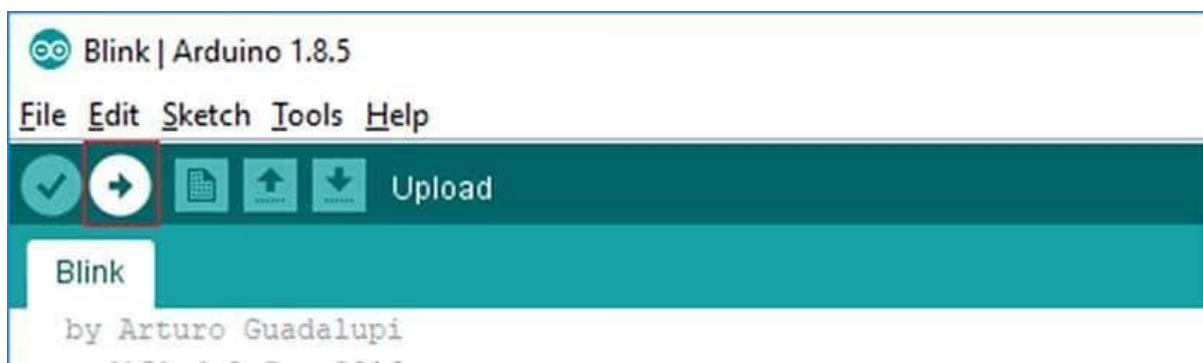 Blink | Arduino 1.8.5
File Edit Sketch Tools Help
Upload
Blink
by Arturo Guadalupi